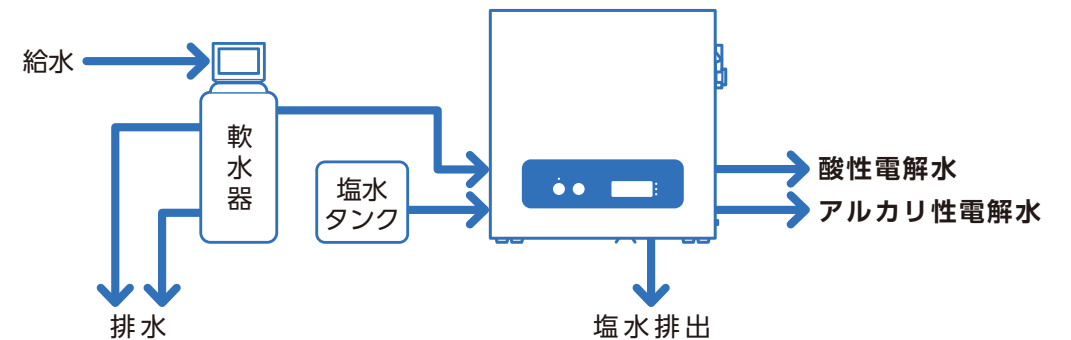 給水
軟
水
器
塩水
タンク
酸性電解水
アルカリ性電解水
排水
塩水排出